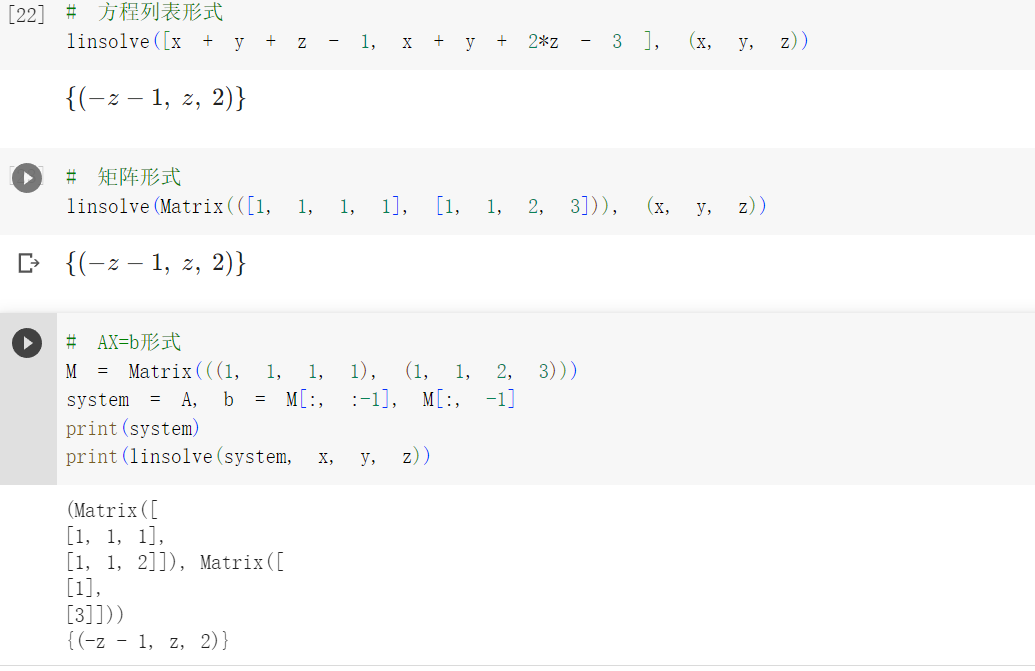 [22] # 方程列表形式
linsolve([x + y + z - 1, x + y + 2*z - 3 ], (x, y, z))
{(−z − 1, z, 2)}
# 矩阵形式
linsolve(Matrix(([1, 1, 1, 1], [1, 1, 2, 3])), (x, y, z))
{(−z − 1, z, 2)}
# AX=b形式
M = Matrix(((1, 1, 1, 1), (1, 1, 2, 3)))
system = A, b = M[:, :-1], M[:, -1]
print(system)
print(linsolve(system, x, y, z))
(Matrix([
[1, 1, 1],
[1, 1, 2]]), Matrix([
[1],
[3]]))
{(-z - 1, z, 2)}